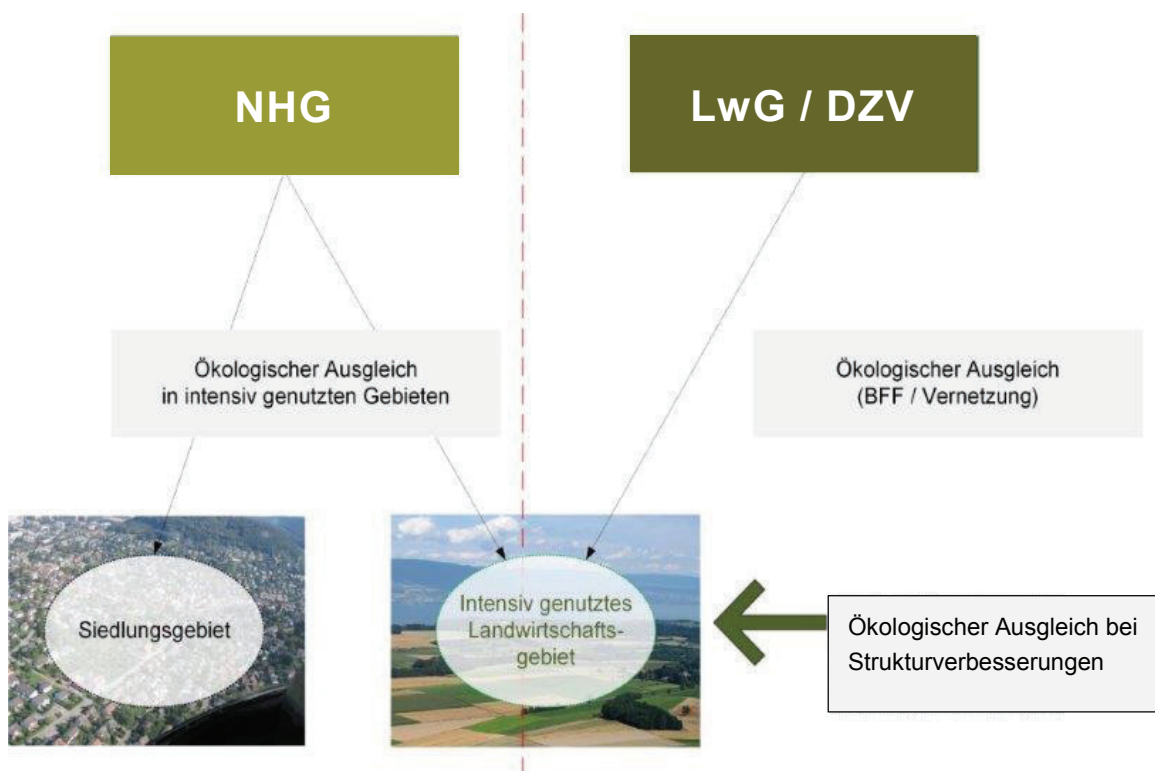 NHG
LwG / DZV
Ökologischer Ausgleich
in intensiv genutzten Gebieten
Ökologischer Ausgleich
(BFF / Vernetzung)
Siedlungsgebiet
Intensiv genutztes
Landwirtschafts-
gebiet
Ökologischer Ausgleich bei
Strukturverbesserungen